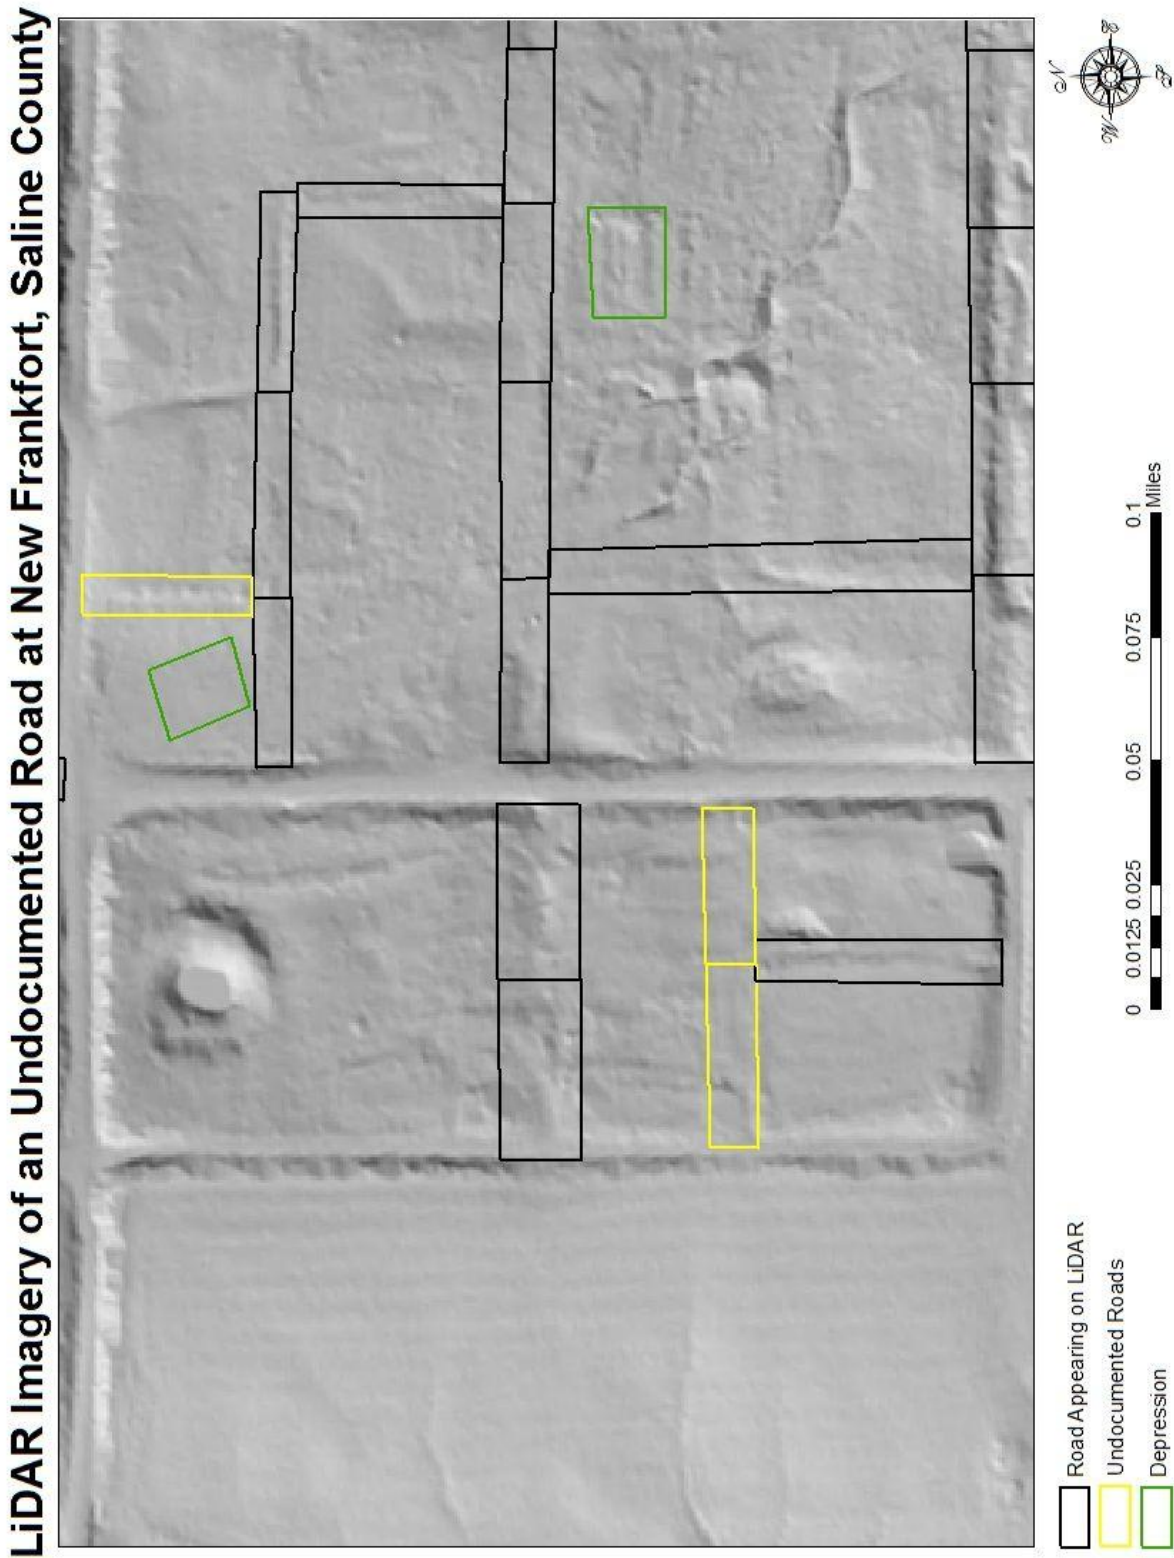 LiDAR Imagery of an Undocumented Road at New Frankfort, Saline County
N
W
E
S
Road Appearing on LiDAR
Undocumented Roads
Depression
0 0.0125 0.025 0.05 0.075 0.1
Miles